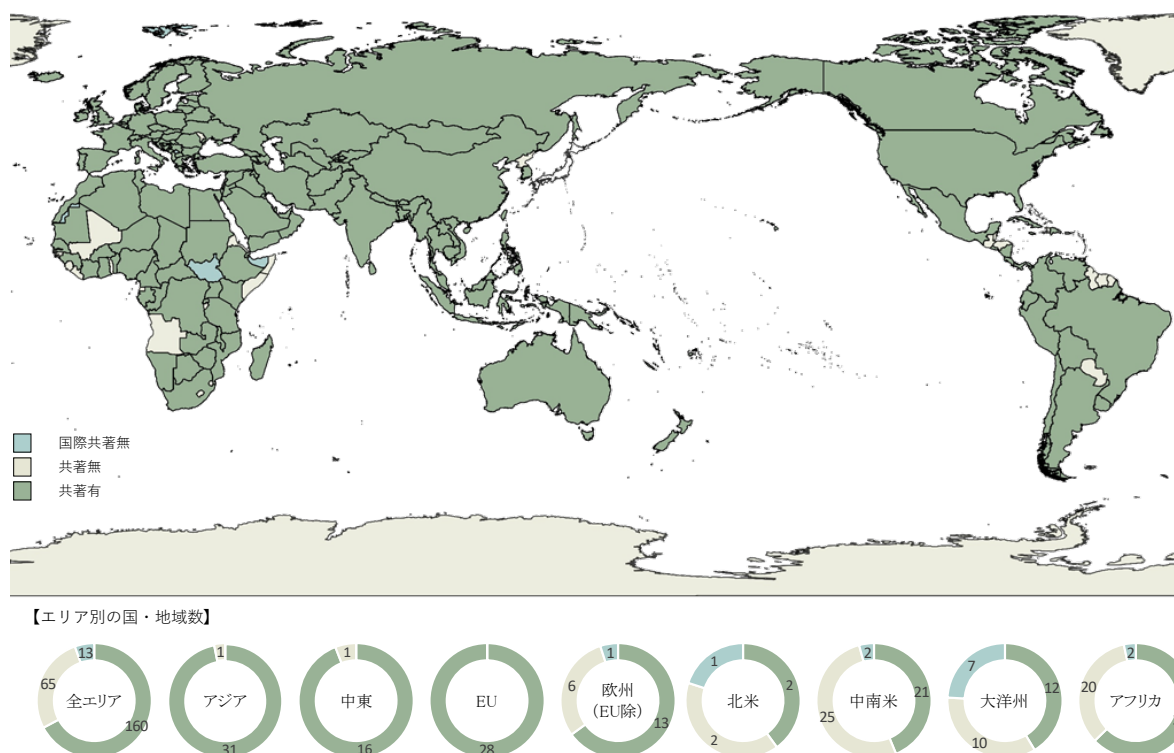 国際共著無
共著無
共著有
【エリア別の国・地域数】
13
65
全エリア
160
1
アジア
31
1
中東
16
EU
28
1
6
欧州
(EU除)
13
1
北米
2
2
2
中南米
21
25
7
大洋州
12
10
2
20
アフリカ